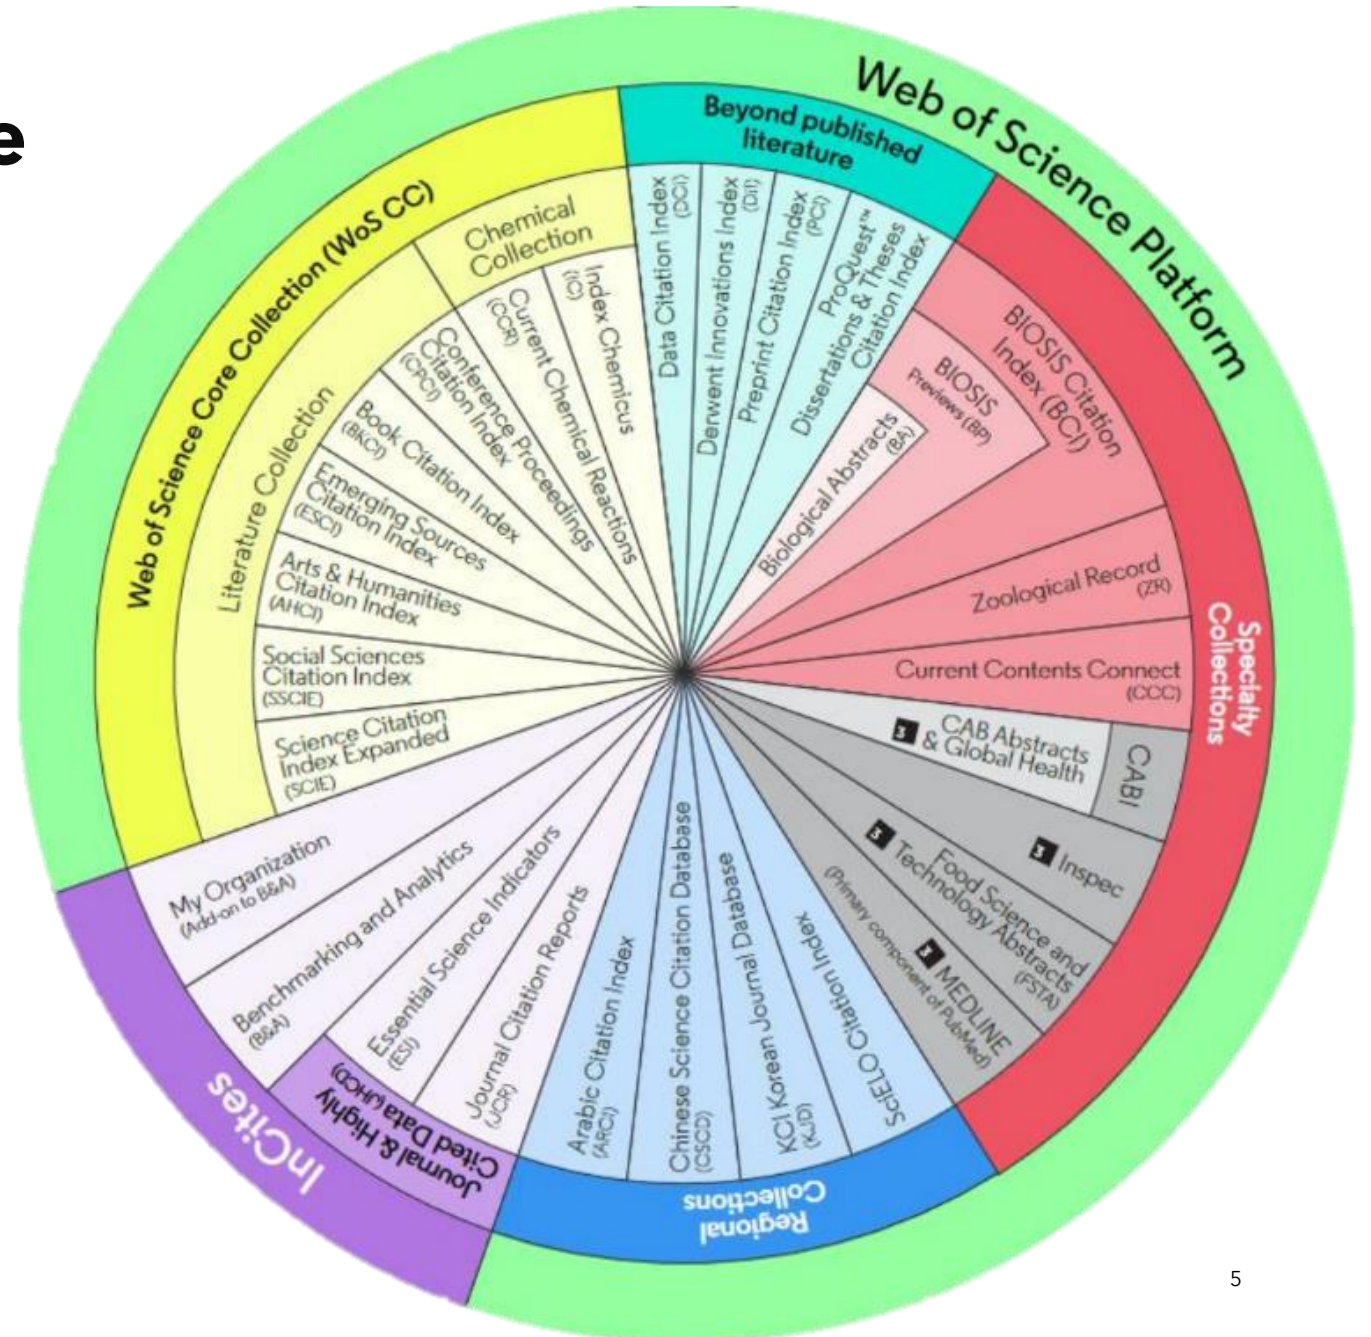 e
Web of Science Platform
Beyond published
literature
Data Citation Index
(DCI)
Derwent Innovations Index
(DII)
Preprint Citation Index
(PCI)
ProQuest™
Dissertations & Theses
Citation Index
Specialty
Collections
BIOSIS Citation
Index (BCI)
BIOSIS
Previews (BP)
Biological Abstracts
(BA)
Zoological Record
(ZR)
Current Contents Connect
(CCC)
CABI
3 CAB Abstracts
& Global Health
3 Inspec
3 Food Science and
Technology Abstracts
(FSTA)
3 MEDLINE
(Primary component of PubMed)
Regional
Collections
SciELO Citation Index
KCI Korean Journal Database
(KJD)
Chinese Science Citation Database
(CSCD)
Arabic Citation Index
(ARCI)
InCites
Journal & Highly
Cited Data (JHCD)
Journal Citation Reports
(JCR)
Essential Science Indicators
(ESI)
Benchmarking and Analytics
(B&A)
My Organization
(Add-on to B&A)
Web of Science Core Collection (WoS CC)
Literature Collection
Science Citation
Index Expanded
(SCIE)
Social Sciences
Citation Index
(SSCIE)
Arts & Humanities
Citation Index
(AHCI)
Emerging Sources
Citation Index
(ESCI)
Book Citation Index
(BKCI)
Conference Proceedings
Citation Index
(CPCI)
Chemical
Collection
Current Chemical Reactions
(CCR)
Index Chemicus
(IC)
5